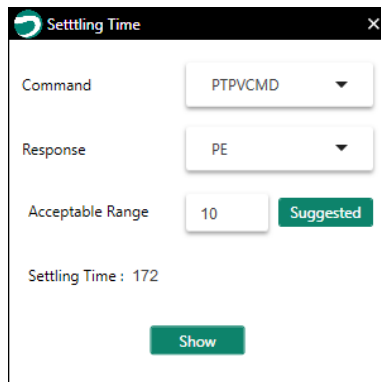 Setttling Time
Command PTPVCMD
Response PE
Acceptable Range 10 Suggested
Settling Time : 172
Show